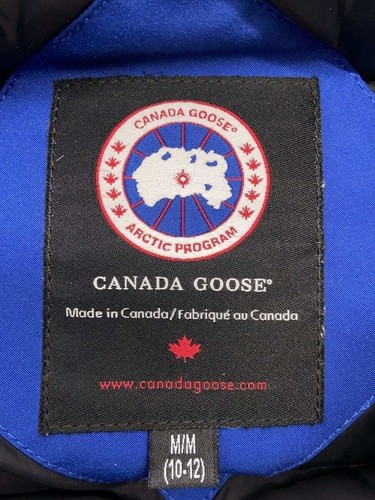 CANADA GOOSE®
ARCTIC PROGRAM
CANADA GOOSE®
Made in Canada/Fabriqué au Canada
www.canadagoose.com
M/M
(10-12)